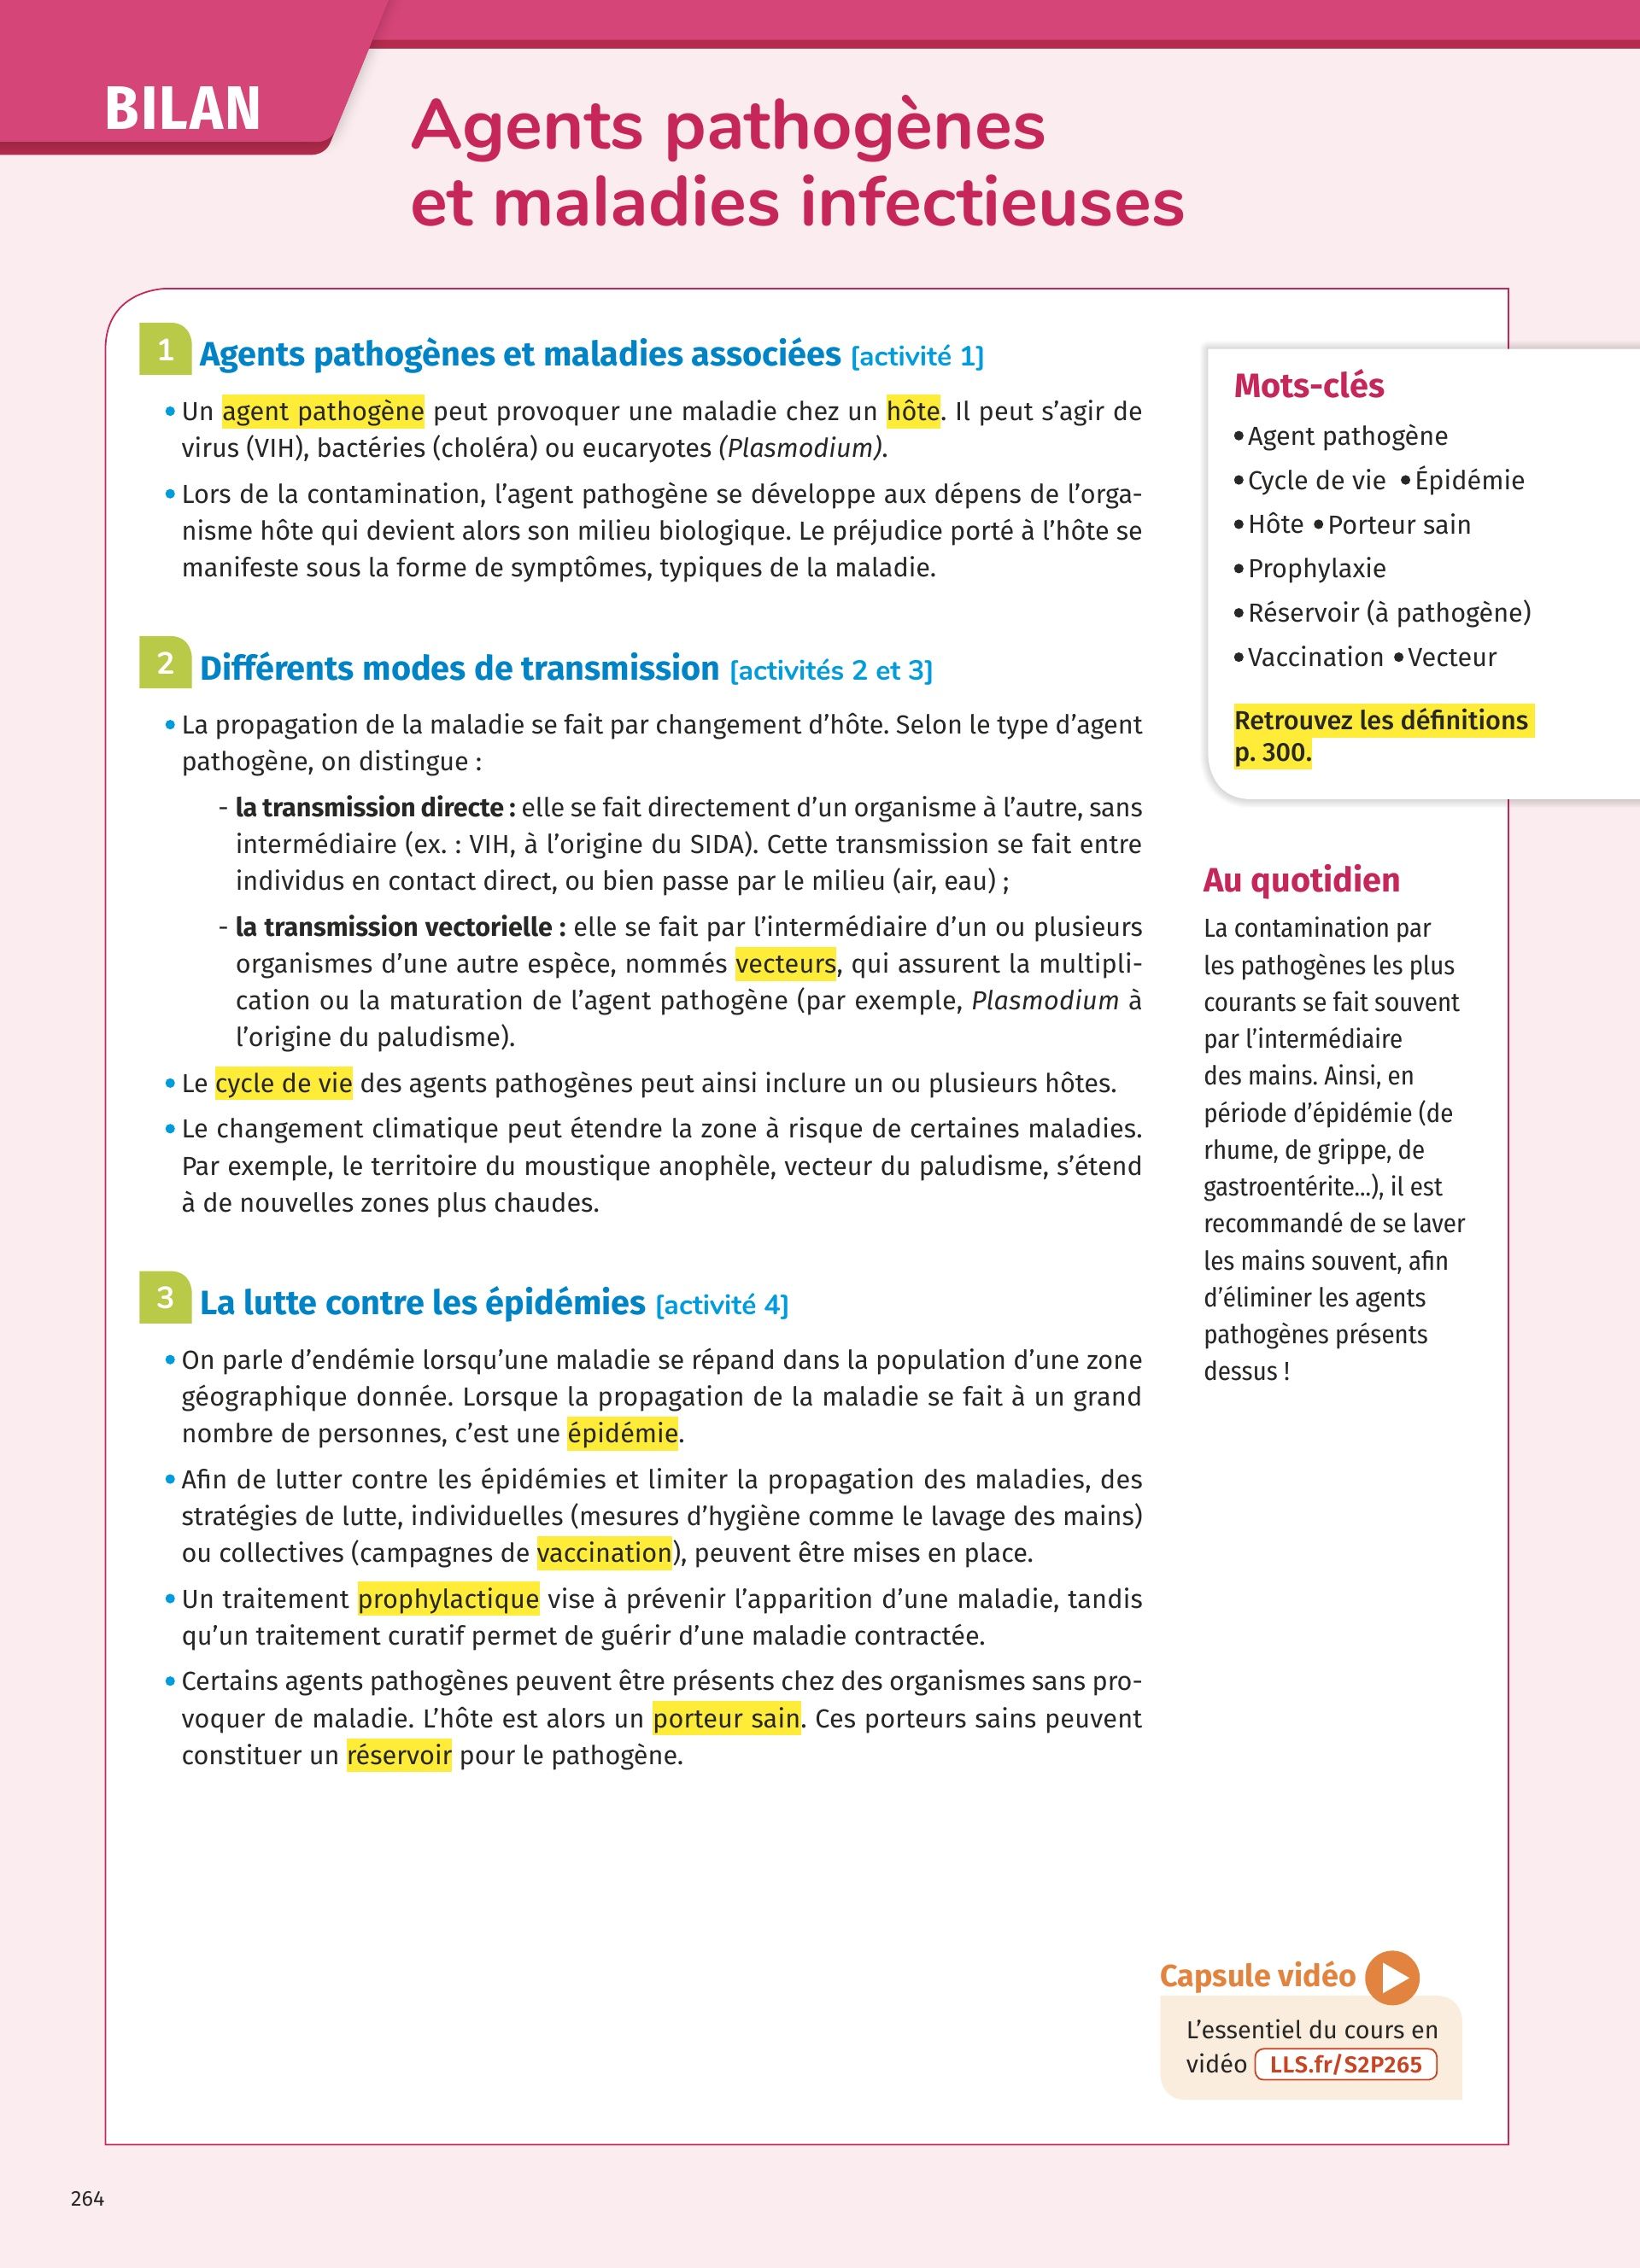 BILAN
Agents pathogènes
et maladies infectieuses
1 Agents pathogènes et maladies associées [activité 1]
• Un agent pathogène peut provoquer une maladie chez un hôte. Il peut s’agir de
virus (VIH), bactéries (choléra) ou eucaryotes (Plasmodium).
• Lors de la contamination, l’agent pathogène se développe aux dépens de l’orga-
nisme hôte qui devient alors son milieu biologique. Le préjudice porté à l’hôte se
manifeste sous la forme de symptômes, typiques de la maladie.
2 Différents modes de transmission [activités 2 et 3]
• La propagation de la maladie se fait par changement d’hôte. Selon le type d’agent
pathogène, on distingue :
- la transmission directe : elle se fait directement d’un organisme à l’autre, sans
intermédiaire (ex. : VIH, à l’origine du SIDA). Cette transmission se fait entre
individus en contact direct, ou bien passe par le milieu (air, eau) ;
- la transmission vectorielle : elle se fait par l’intermédiaire d’un ou plusieurs
organismes d’une autre espèce, nommés vecteurs, qui assurent la multipli-
cation ou la maturation de l’agent pathogène (par exemple, Plasmodium à
l’origine du paludisme).
• Le cycle de vie des agents pathogènes peut ainsi inclure un ou plusieurs hôtes.
• Le changement climatique peut étendre la zone à risque de certaines maladies.
Par exemple, le territoire du moustique anophèle, vecteur du paludisme, s’étend
à de nouvelles zones plus chaudes.
3 La lutte contre les épidémies [activité 4]
• On parle d’endémie lorsqu’une maladie se répand dans la population d’une zone
géographique donnée. Lorsque la propagation de la maladie se fait à un grand
nombre de personnes, c’est une épidémie.
• Afin de lutter contre les épidémies et limiter la propagation des maladies, des
stratégies de lutte, individuelles (mesures d’hygiène comme le lavage des mains)
ou collectives (campagnes de vaccination), peuvent être mises en place.
• Un traitement prophylactique vise à prévenir l’apparition d’une maladie, tandis
qu’un traitement curatif permet de guérir d’une maladie contractée.
• Certains agents pathogènes peuvent être présents chez des organismes sans pro-
voquer de maladie. L’hôte est alors un porteur sain. Ces porteurs sains peuvent
constituer un réservoir pour le pathogène.
Mots-clés
• Agent pathogène
• Cycle de vie • Épidémie
• Hôte • Porteur sain
• Prophylaxie
• Réservoir (à pathogène)
• Vaccination • Vecteur
Retrouvez les définitions
p. 300.
Au quotidien
La contamination par
les pathogènes les plus
courants se fait souvent
par l’intermédiaire
des mains. Ainsi, en
période d’épidémie (de
rhume, de grippe, de
gastroentérite...), il est
recommandé de se laver
les mains souvent, afin
d’éliminer les agents
pathogènes présents
dessus !
Capsule vidéo
L’essentiel du cours en
vidéo LLS.fr/S2P265
264